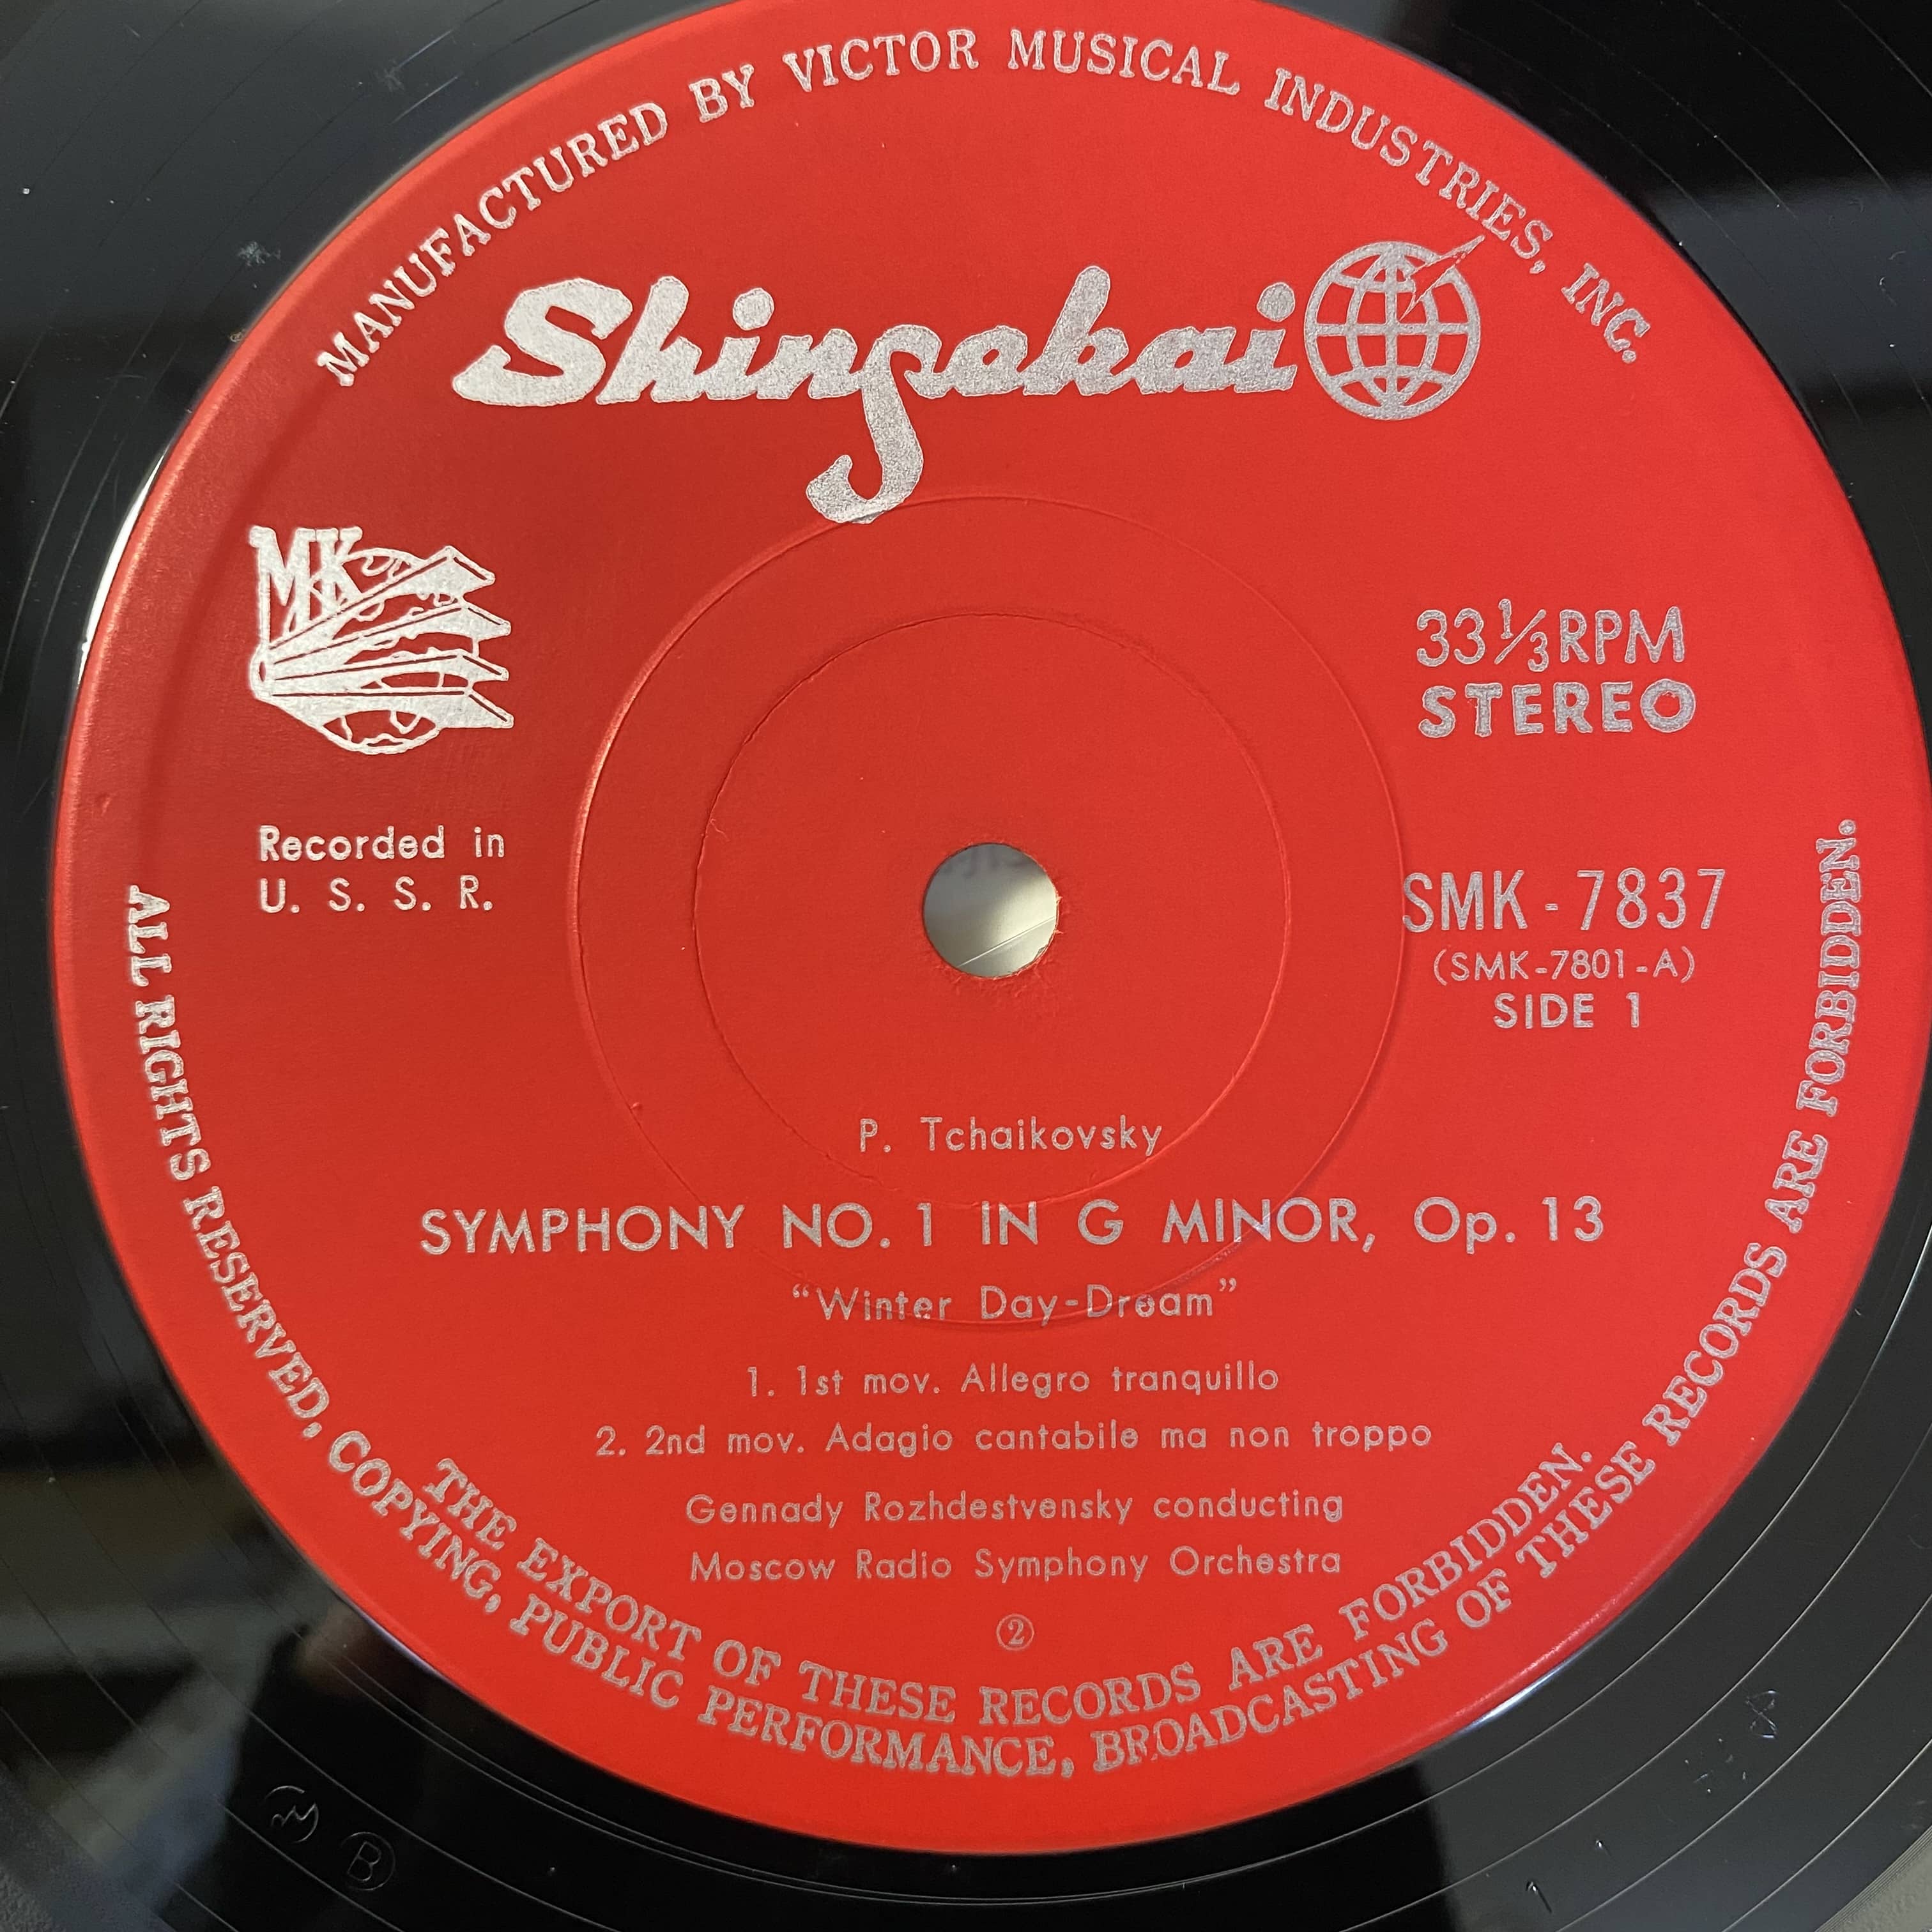 MANUFACTURED BY VICTOR MUSICAL INDUSTRIES, INC.
Shinsekai
MK
33⅓RPM
STEREO
Recorded in
U. S. S. R.
SMK-7837
(SMK-7801-A)
SIDE 1
P. Tchaikovsky
SYMPHONY NO. 1 IN G MINOR, Op. 13
“Winter Day-Dream”
1. 1st mov. Allegro tranquillo
2. 2nd mov. Adagio cantabile ma non troppo
Gennady Rozhdestvensky conducting
Moscow Radio Symphony Orchestra
②
THE EXPORT OF THESE RECORDS ARE FORBIDDEN.
ALL RIGHTS RESERVED, COPYING, PUBLIC PERFORMANCE, BROADCASTING OF THESE RECORDS ARE FORBIDDEN.
B